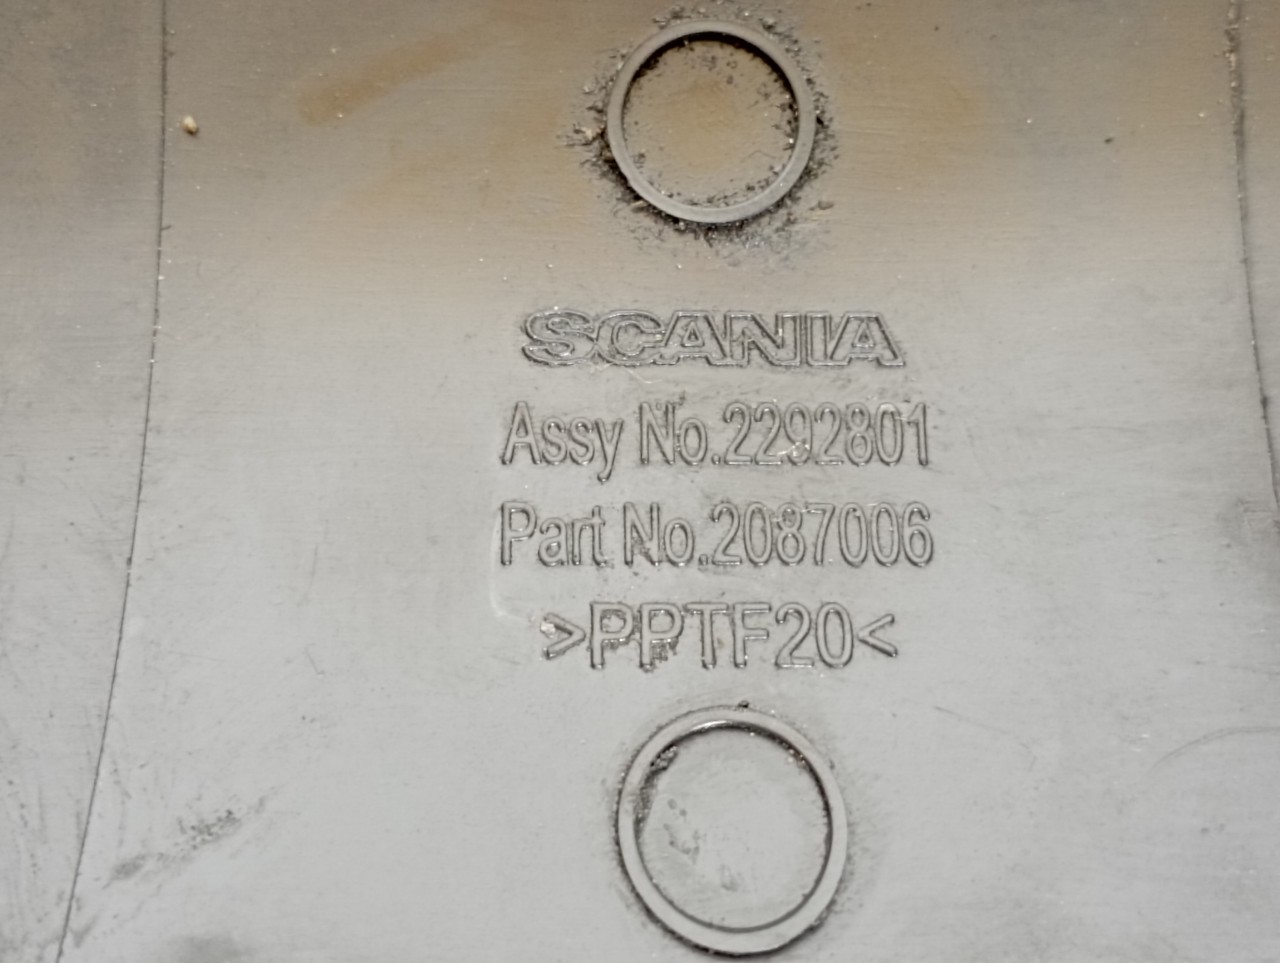 SCANIA
Assy No.2292801
Part No.2087006
>PPTF20<